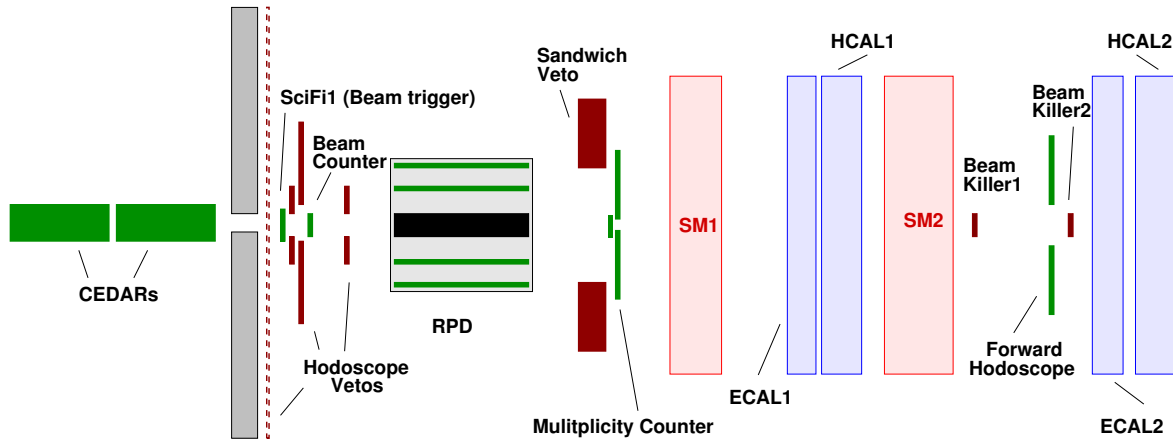 HCAL1
HCAL2
Sandwich
Veto
SciFi1 (Beam trigger)
Beam
Killer2
Beam
Counter
Beam
Killer1
SM1
SM2
CEDARs
RPD
Hodoscope
Vetos
Forward
Hodoscope
ECAL1
Mulitplicity Counter
ECAL2